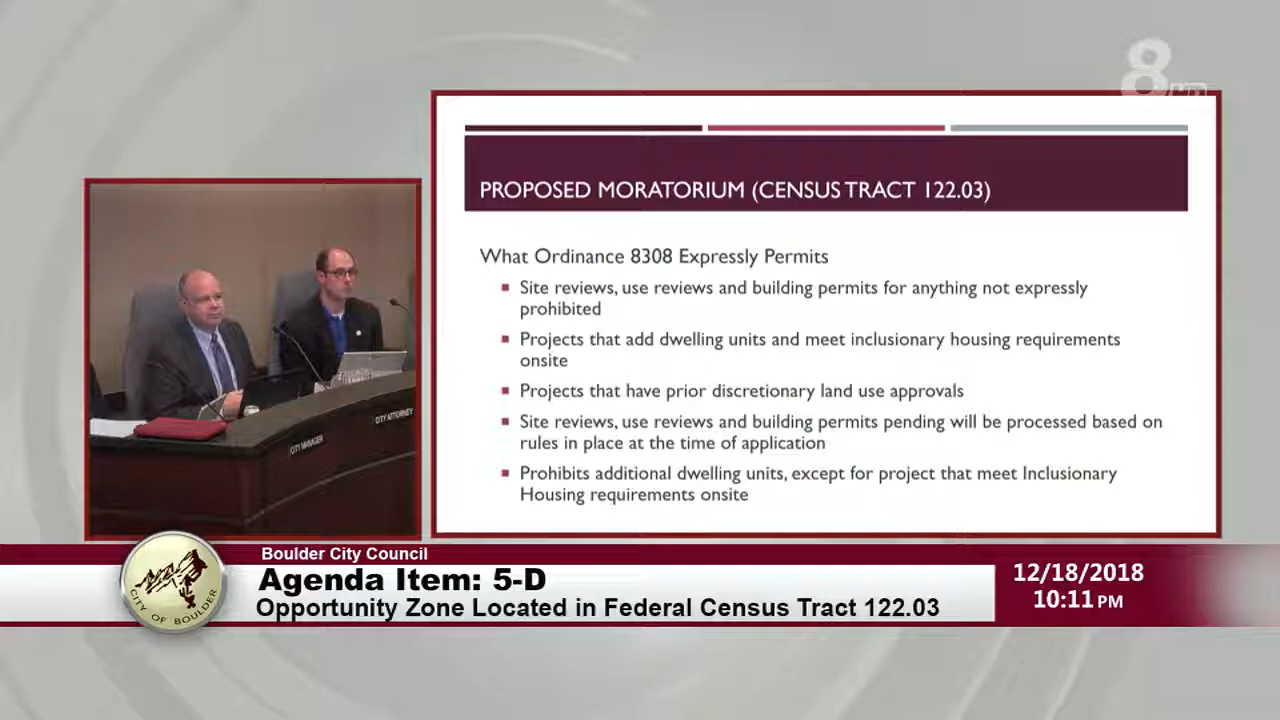 8
HD
PROPOSED MORATORIUM (CENSUS TRACT 122.03)
What Ordinance 8308 Expressly Permits
▪ Site reviews, use reviews and building permits for anything not expressly
prohibited
▪ Projects that add dwelling units and meet inclusionary housing requirements
onsite
▪ Projects that have prior discretionary land use approvals
▪ Site reviews, use reviews and building permits pending will be processed based on
rules in place at the time of application
▪ Prohibits additional dwelling units, except for project that meet Inclusionary
Housing requirements onsite
CITY MANAGER
CITY ATTORNEY
Boulder City Council
Agenda Item: 5-D
Opportunity Zone Located in Federal Census Tract 122.03
12/18/2018
10:11 PM
CITY OF BOULDER